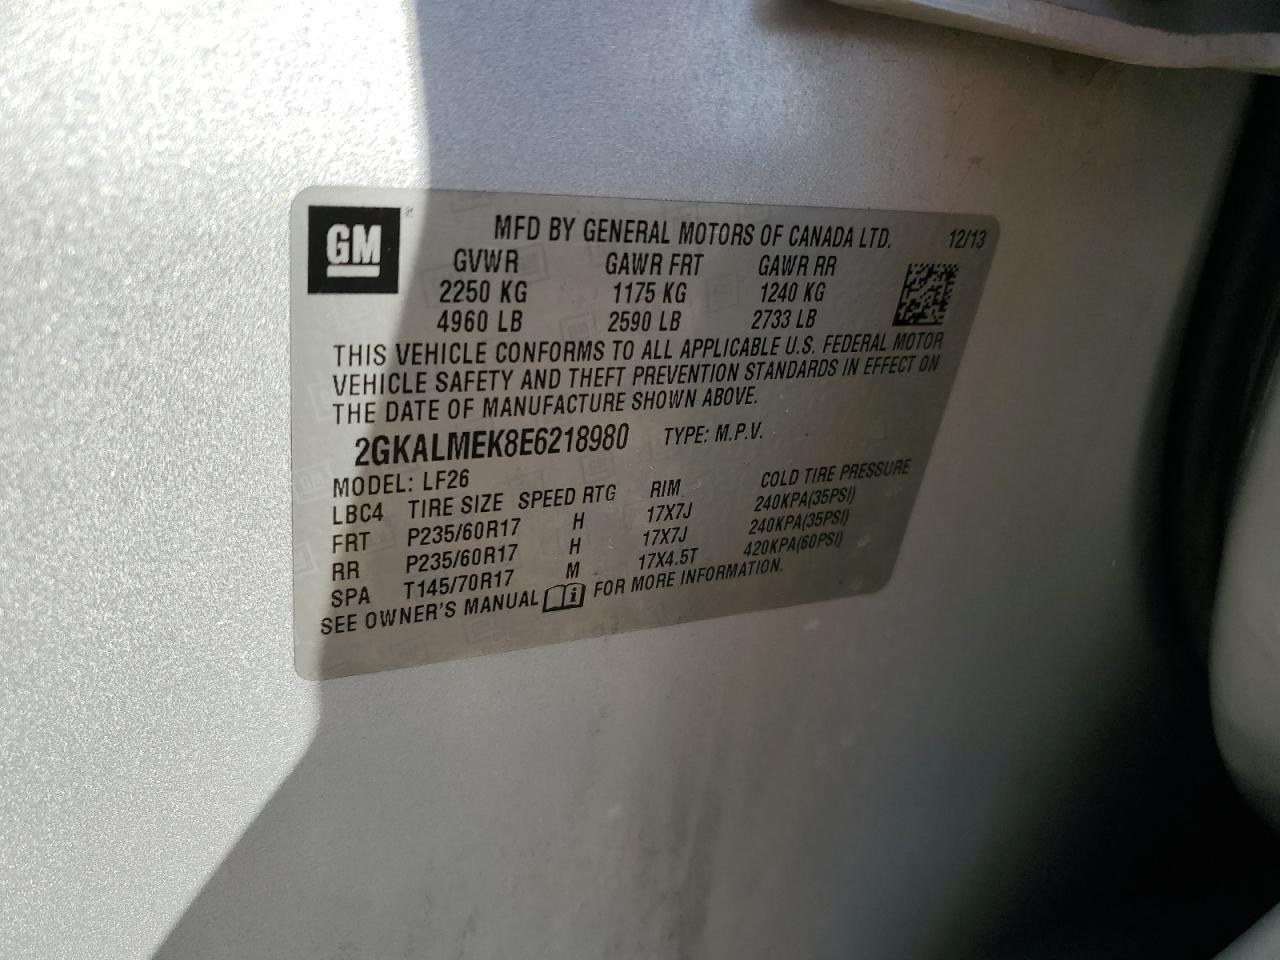 GM
MFD BY GENERAL MOTORS OF CANADA LTD. 12/13
GVWR GAWR FRT GAWR RR
2250 KG 1175 KG 1240 KG
4960 LB 2590 LB 2733 LB
THIS VEHICLE CONFORMS TO ALL APPLICABLE U.S. FEDERAL MOTOR
VEHICLE SAFETY AND THEFT PREVENTION STANDARDS IN EFFECT ON
THE DATE OF MANUFACTURE SHOWN ABOVE.
2GKALMEK8E6218980 TYPE: M.P.V.
MODEL: LF26
LBC4 TIRE SIZE SPEED RTG RIM COLD TIRE PRESSURE
FRT P235/60R17 H 17X7J 240KPA(35PSI)
RR P235/60R17 H 17X7J 240KPA(35PSI)
SPA T145/70R17 M 17X4.5T 420KPA(60PSI)
SEE OWNER'S MANUAL FOR MORE INFORMATION.